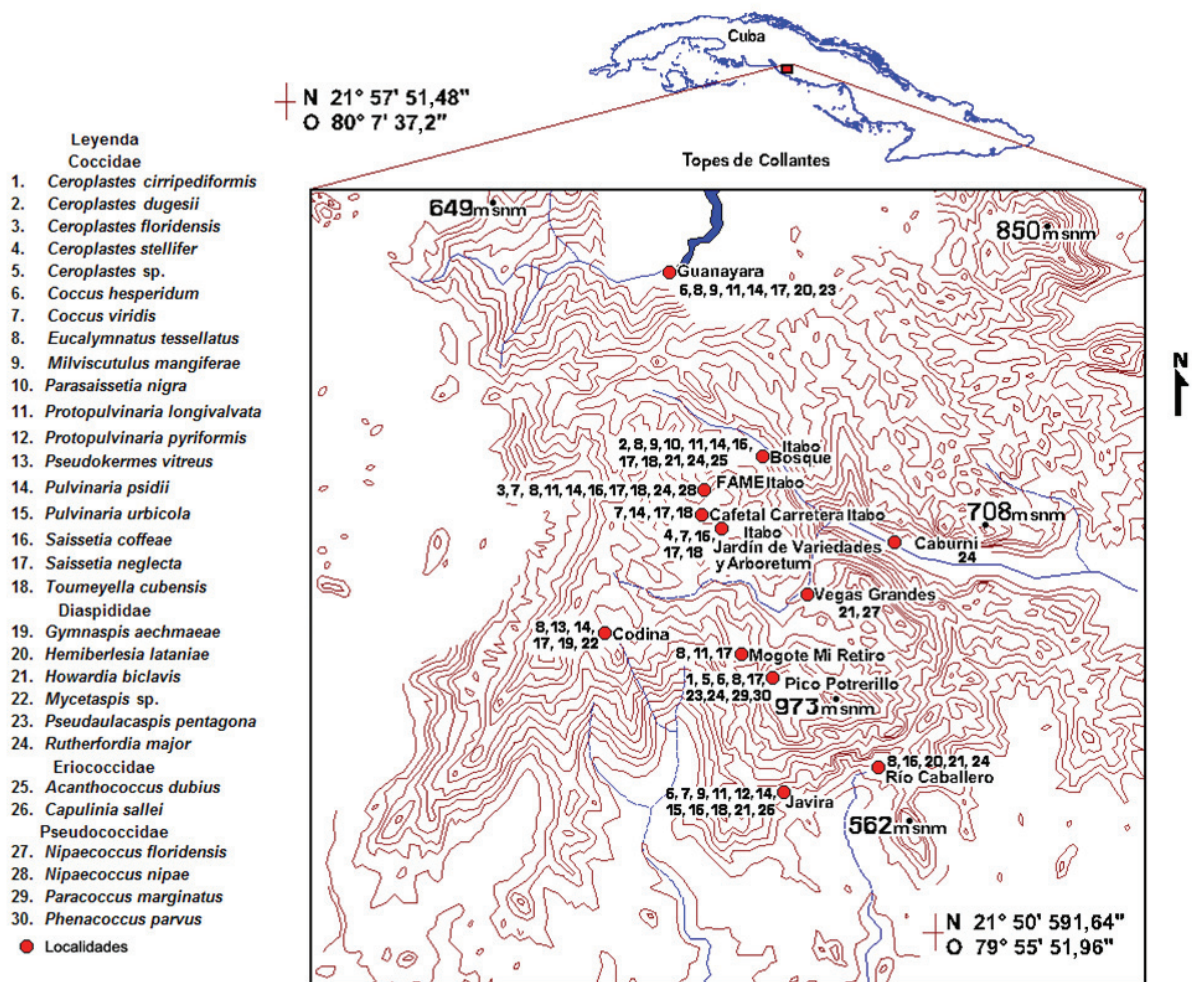 Cuba
N 21° 57' 51,48"
O 80° 7' 37,2"
Topes de Collantes
Leyenda
Coccidae
1. Ceroplastes cirripediformis
2. Ceroplastes dugesii
3. Ceroplastes floridensis
4. Ceroplastes stellifer
5. Ceroplastes sp.
6. Coccus hesperidum
7. Coccus viridis
8. Eucalymnatus tessellatus
9. Milviscutulus mangiferae
10. Parasaissetia nigra
11. Protopulvinaria longivalvata
12. Protopulvinaria pyriformis
13. Pseudokermes vitreus
14. Pulvinaria psidii
15. Pulvinaria urbicola
16. Saissetia coffeae
17. Saissetia neglecta
18. Toumeyella cubensis
Diaspididae
19. Gymnaspis aechmaeae
20. Hemiberlesia lataniae
21. Howardia biclavis
22. Mycetaspis sp.
23. Pseudaulacaspis pentagona
24. Rutherfordia major
Eriococcidae
25. Acanthococcus dubius
26. Capulinia sallei
Pseudococcidae
27. Nipaecoccus floridensis
28. Nipaecoccus nipae
29. Paracoccus marginatus
30. Phenacoccus parvus
Localidades
649m snm
850m snm
Guanayara
6, 8, 9, 11, 14, 17, 20, 23
N
2, 8, 9, 10, 11, 14, 16,
17, 18, 21, 24, 25
Itabo
Bosque
3, 7, 8, 11, 14, 16, 17, 18, 24, 28
FAME Itabo
7, 14, 17, 18
Cafetal Carretera Itabo
4, 7, 16,
17, 18
Itabo
Jardín de Variedades
y Arboretum
708m snm
Caburni
24
Vegas Grandes
21, 27
8, 13, 14,
17, 19, 22
Codina
8, 11, 17
Mogote Mi Retiro
1, 5, 6, 8, 17,
23, 24, 29, 30
Pico Potrerillo
973m snm
8, 16, 20, 21, 24
Río Caballero
6, 7, 9, 11, 12, 14,
15, 16, 18, 21, 26
Javira
562m snm
N 21° 50' 591,64"
O 79° 55' 51,96"